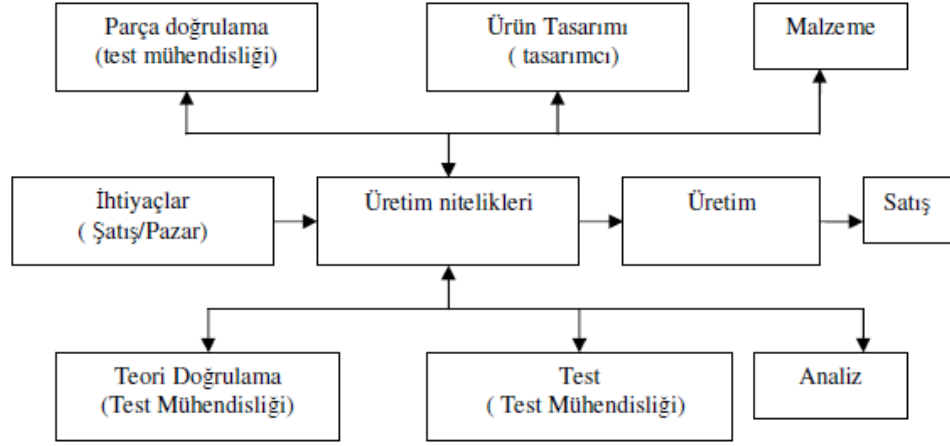 Parça doğrulama
(test mühendisliği)
Ürün Tasarımı
( tasarımcı)
Malzeme
İhtiyaçlar
( Şatış/Pazar)
Üretim nitelikleri
Üretim
Satış
Teori Doğrulama
(Test Mühendisliği)
Test
( Test Mühendisliği)
Analiz